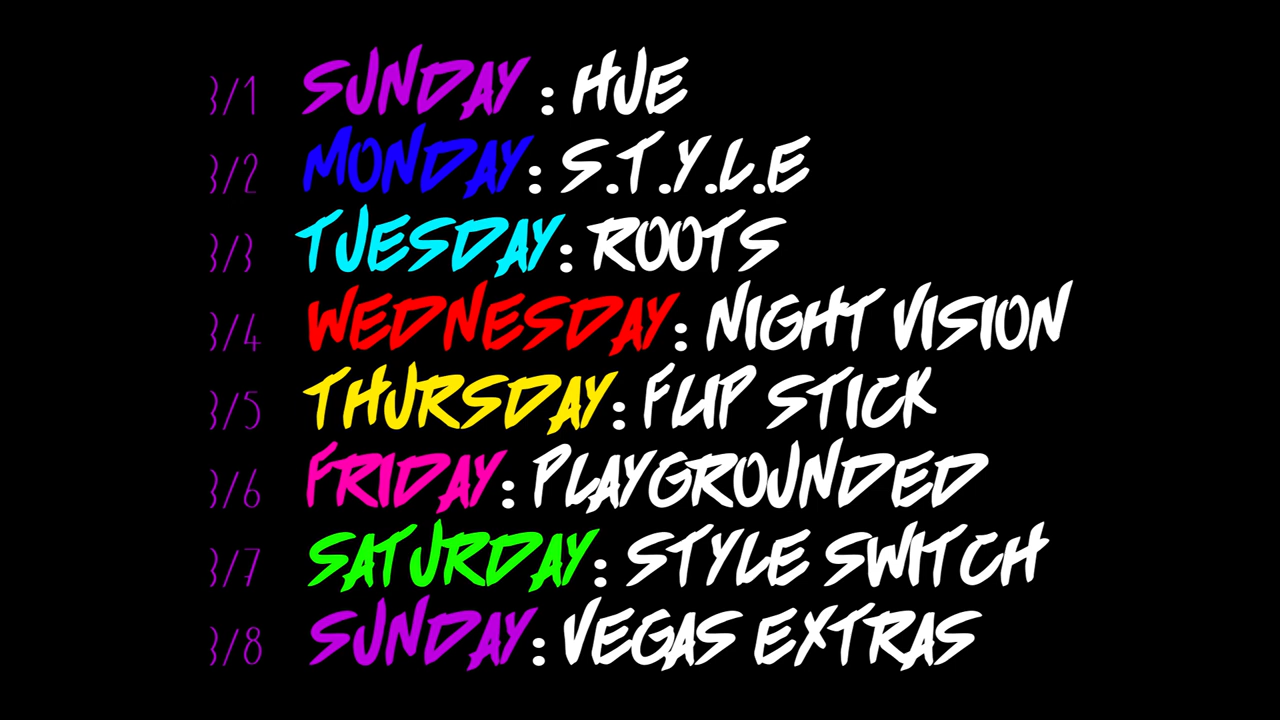 3/1 SUNDAY : HUE
3/2 MONDAY : S.T.Y.L.E
3/3 TUESDAY : ROOTS
3/4 WEDNESDAY : NIGHT VISION
3/5 THURSDAY : FLIP STICK
3/6 FRIDAY : PLAYGROUNDED
3/7 SATURDAY : STYLE SWITCH
3/8 SUNDAY : VEGAS EXTRAS